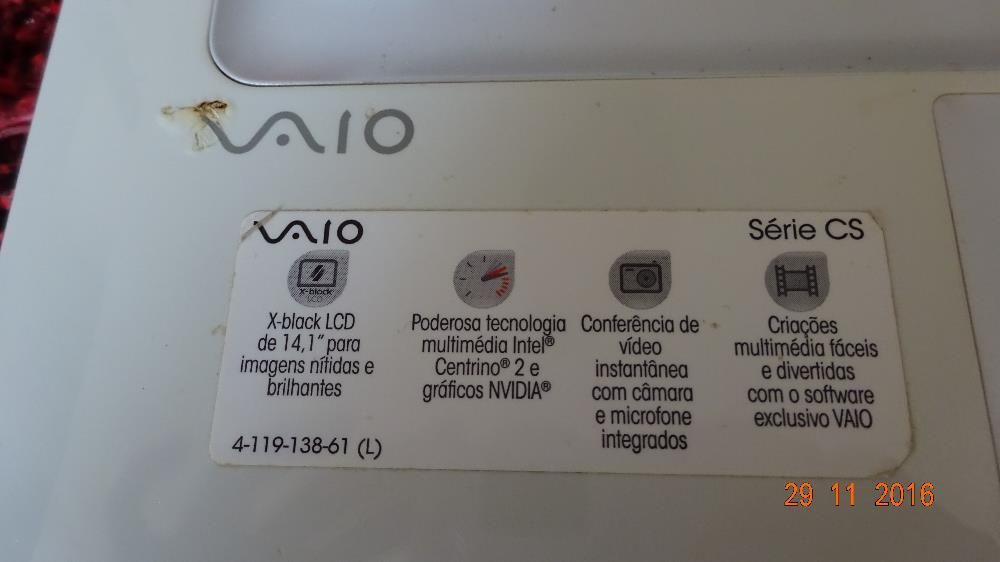 VAIO
VAIO
Série CS
X-black
LCD
X-black LCD
de 14,1" para
imagens nítidas e
brilhantes
Poderosa tecnologia
multimédia Intel®
Centrino® 2 e
gráficos NVIDIA®
Conferência de
vídeo
instantânea
com câmara
e microfone
integrados
Criações
multimédia fáceis
e divertidas
com o software
exclusivo VAIO
4-119-138-61 (L)
29 11 2016